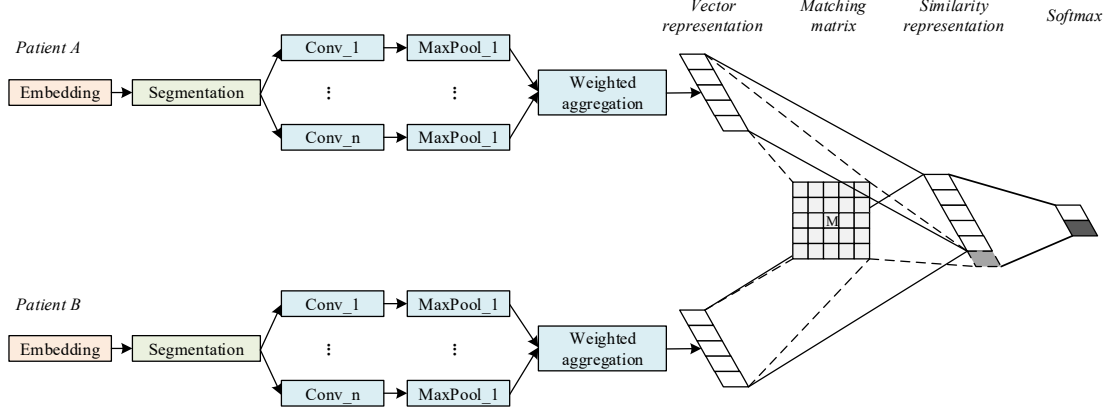 Vector
representation
Matching
matrix
Similarity
representation
Softmax
Patient A
Embedding
Segmentation
Conv_1
MaxPool_1
⋮
⋮
Conv_n
MaxPool_1
Weighted
aggregation
M
Patient B
Embedding
Segmentation
Conv_1
MaxPool_1
⋮
⋮
Conv_n
MaxPool_1
Weighted
aggregation